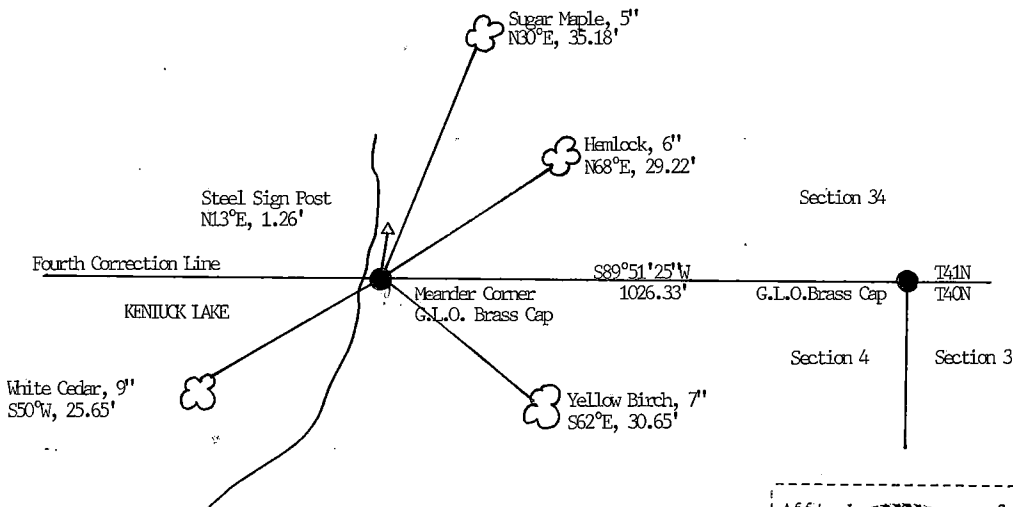 Sugar Maple, 5"
N30°E, 35.18'
Hemlock, 6"
N68°E, 29.22'
Section 34
Steel Sign Post
N13°E, 1.26'
Fourth Correction Line
S89°51'25"W
T41N
KENTUCK LAKE
Meander Corner
G.L.O. Brass Cap
1026.33'
G.L.O.Brass Cap
T40N
Section 4
Section 3
White Cedar, 9"
S50°W, 25.65'
Yellow Birch, 7"
S62°E, 30.65'